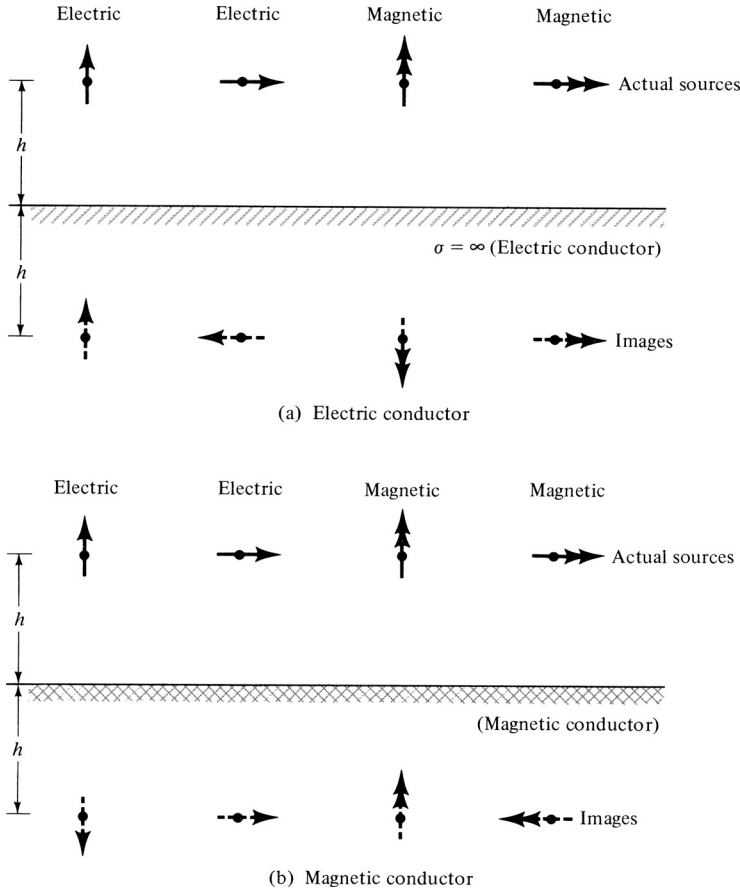 Electric Electric Magnetic Magnetic
Actual sources
h
h
σ = ∞ (Electric conductor)
Images
(a) Electric conductor
Electric Electric Magnetic Magnetic
Actual sources
h
(Magnetic conductor)
h
Images
(b) Magnetic conductor